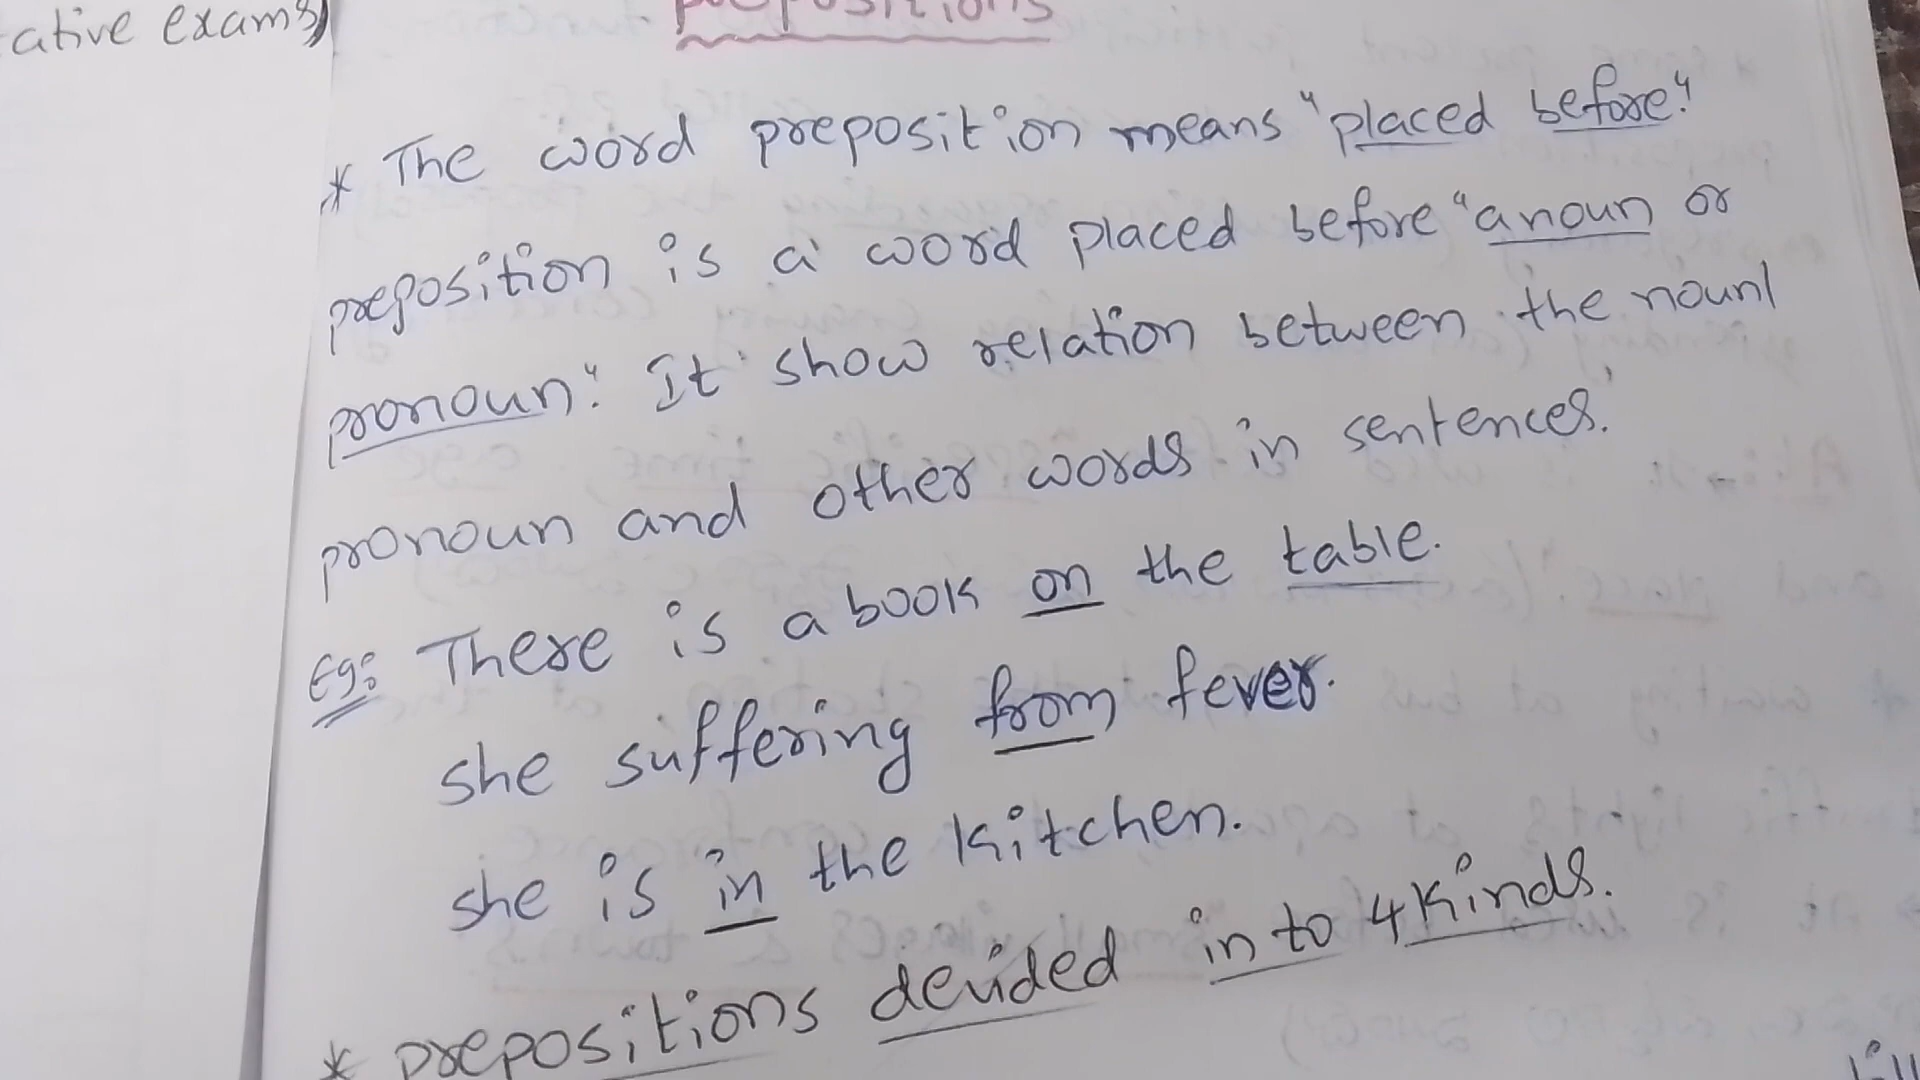 ative exams)
prepositions
* The word preposition means "placed before."
preposition is a word placed before "a noun or
pronoun". It show relation between the noun/
pronoun and other words in sentences.
Eg: There is a book on the table.
she suffering from fever.
she is in the kitchen.
* prepositions devided in to 4 kinds.